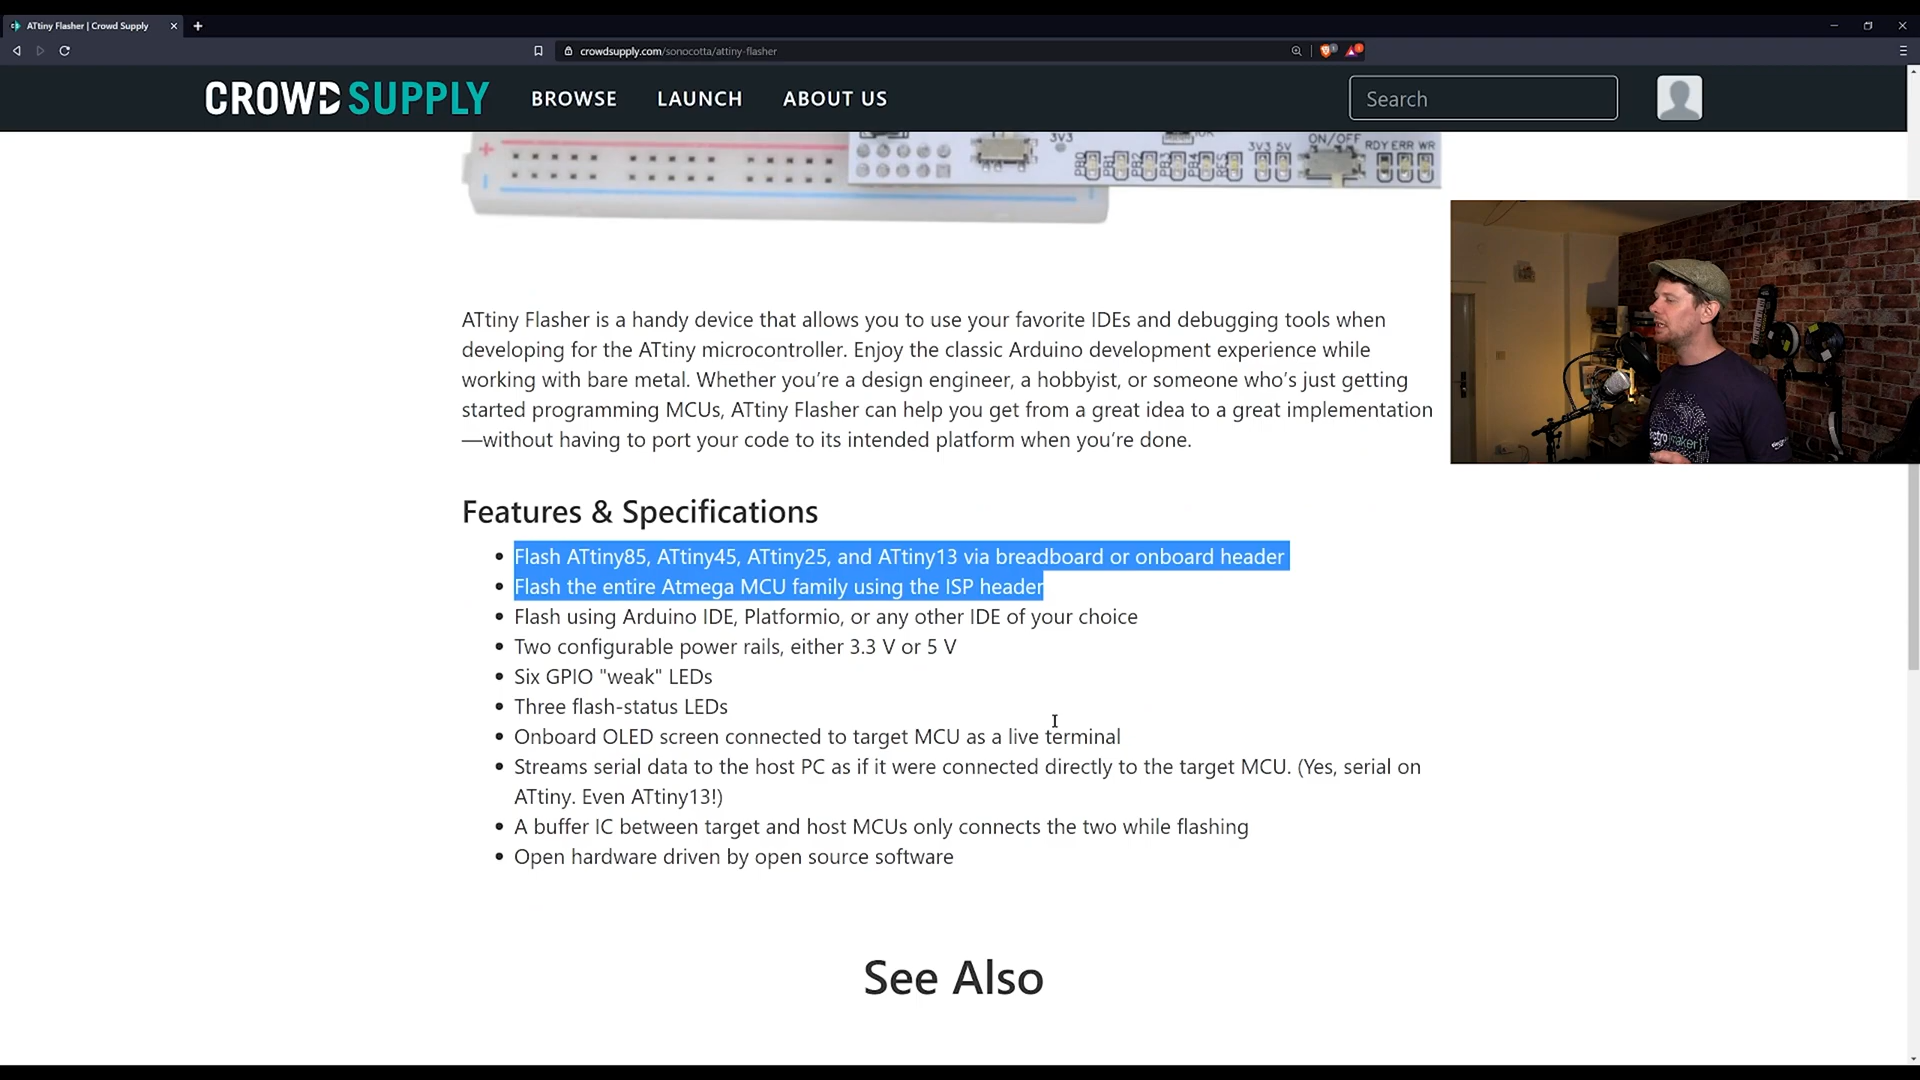 ATtiny Flasher | Crowd Supply
crowdsupply.com/sonocotta/attiny-flasher
CROWD SUPPLY
BROWSE
LAUNCH
ABOUT US
Search
3V3
3V3 5V
ON/OFF
RDY ERR WR
ATtiny Flasher is a handy device that allows you to use your favorite IDEs and debugging tools when
developing for the ATtiny microcontroller. Enjoy the classic Arduino development experience while
working with bare metal. Whether you’re a design engineer, a hobbyist, or someone who’s just getting
started programming MCUs, ATtiny Flasher can help you get from a great idea to a great implementation
—without having to port your code to its intended platform when you’re done.
Features & Specifications
Flash ATtiny85, ATtiny45, ATtiny25, and ATtiny13 via breadboard or onboard header
Flash the entire Atmega MCU family using the ISP header
Flash using Arduino IDE, Platformio, or any other IDE of your choice
Two configurable power rails, either 3.3 V or 5 V
Six GPIO "weak" LEDs
Three flash-status LEDs
Onboard OLED screen connected to target MCU as a live terminal
Streams serial data to the host PC as if it were connected directly to the target MCU. (Yes, serial on
ATtiny. Even ATtiny13!)
A buffer IC between target and host MCUs only connects the two while flashing
Open hardware driven by open source software
See Also